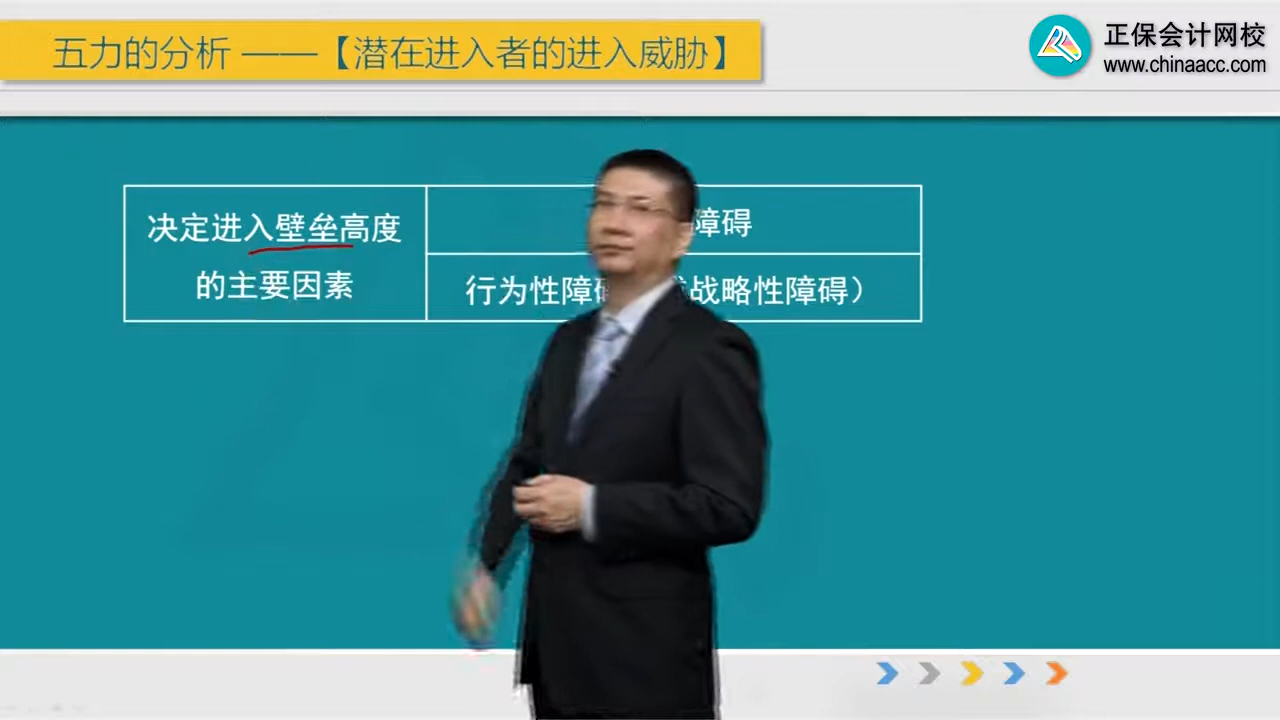 五力的分析 ——【潜在进入者的进入威胁】
正保会计网校
www.chinaacc.com
决定进入壁垒高度
的主要因素
障碍
行为性障 战略性障碍）